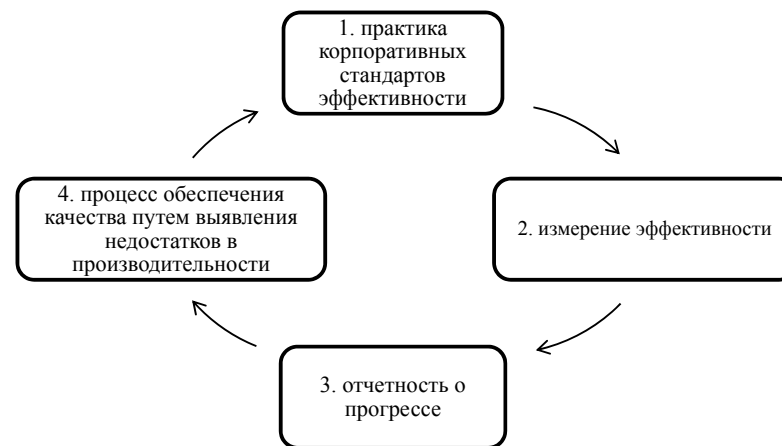 1. практика
корпоративных
стандартов
эффективности
2. измерение эффективности
3. отчетность о
прогрессе
4. процесс обеспечения
качества путем выявления
недостатков в
производительности